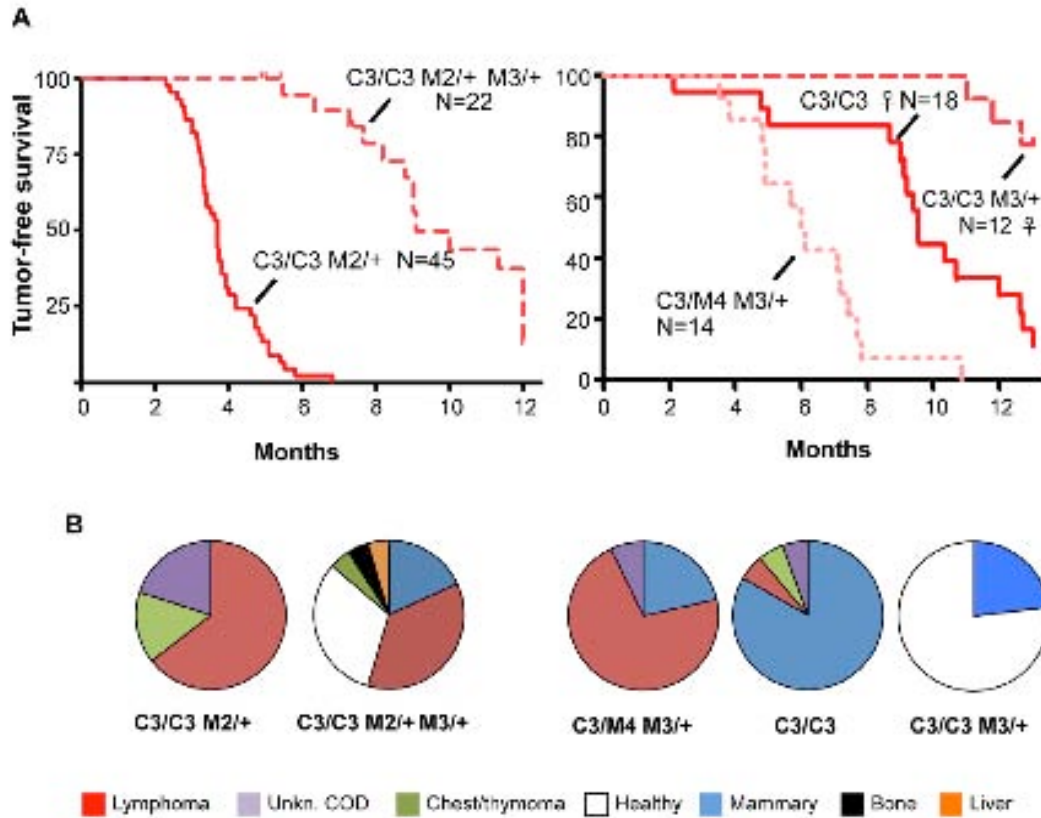 A
Tumor-free survival
100
75
50
25
C3/C3 M2/+ M3/+
N=22
C3/C3 M2/+ N=45
0 2 4 6 8 10 12
Months
100
80
60
40
20
0
C3/C3 ♀ N=18
C3/C3 M3/+
N=12 ♀
C3/M4 M3/+
N=14
0 2 4 6 8 10 12
Months
B
C3/C3 M2/+
C3/C3 M2/+ M3/+
C3/M4 M3/+
C3/C3
C3/C3 M3/+
Lymphoma Unkn. COD Chest/thymoma Healthy Mammary Bone Liver